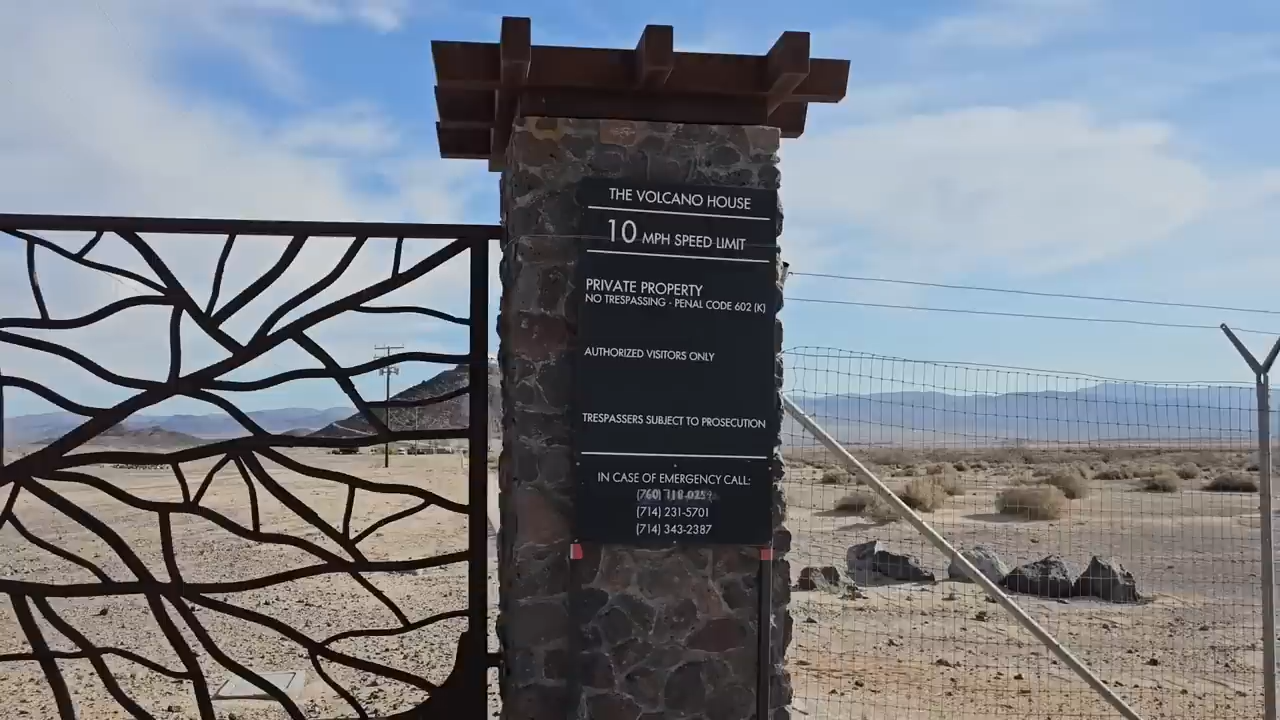 THE VOLCANO HOUSE
10 MPH SPEED LIMIT
PRIVATE PROPERTY
NO TRESPASSING - PENAL CODE 602 (K)
AUTHORIZED VISITORS ONLY
TRESPASSERS SUBJECT TO PROSECUTION
IN CASE OF EMERGENCY CALL:
(760)
(714) 231-5701
(714) 343-2387